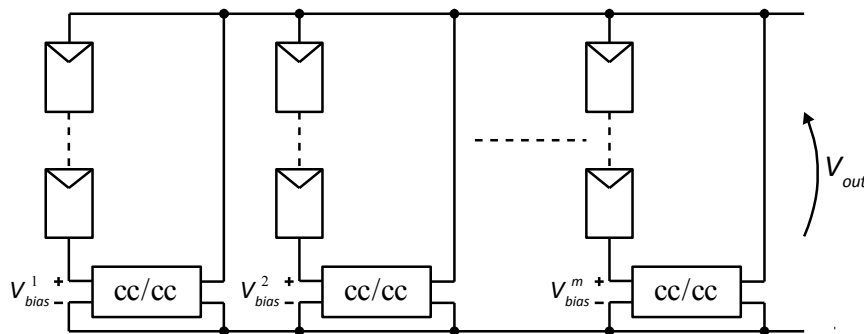 V_out
V_bias^1 + - cc/cc
V_bias^2 + - cc/cc
V_bias^m + - cc/cc